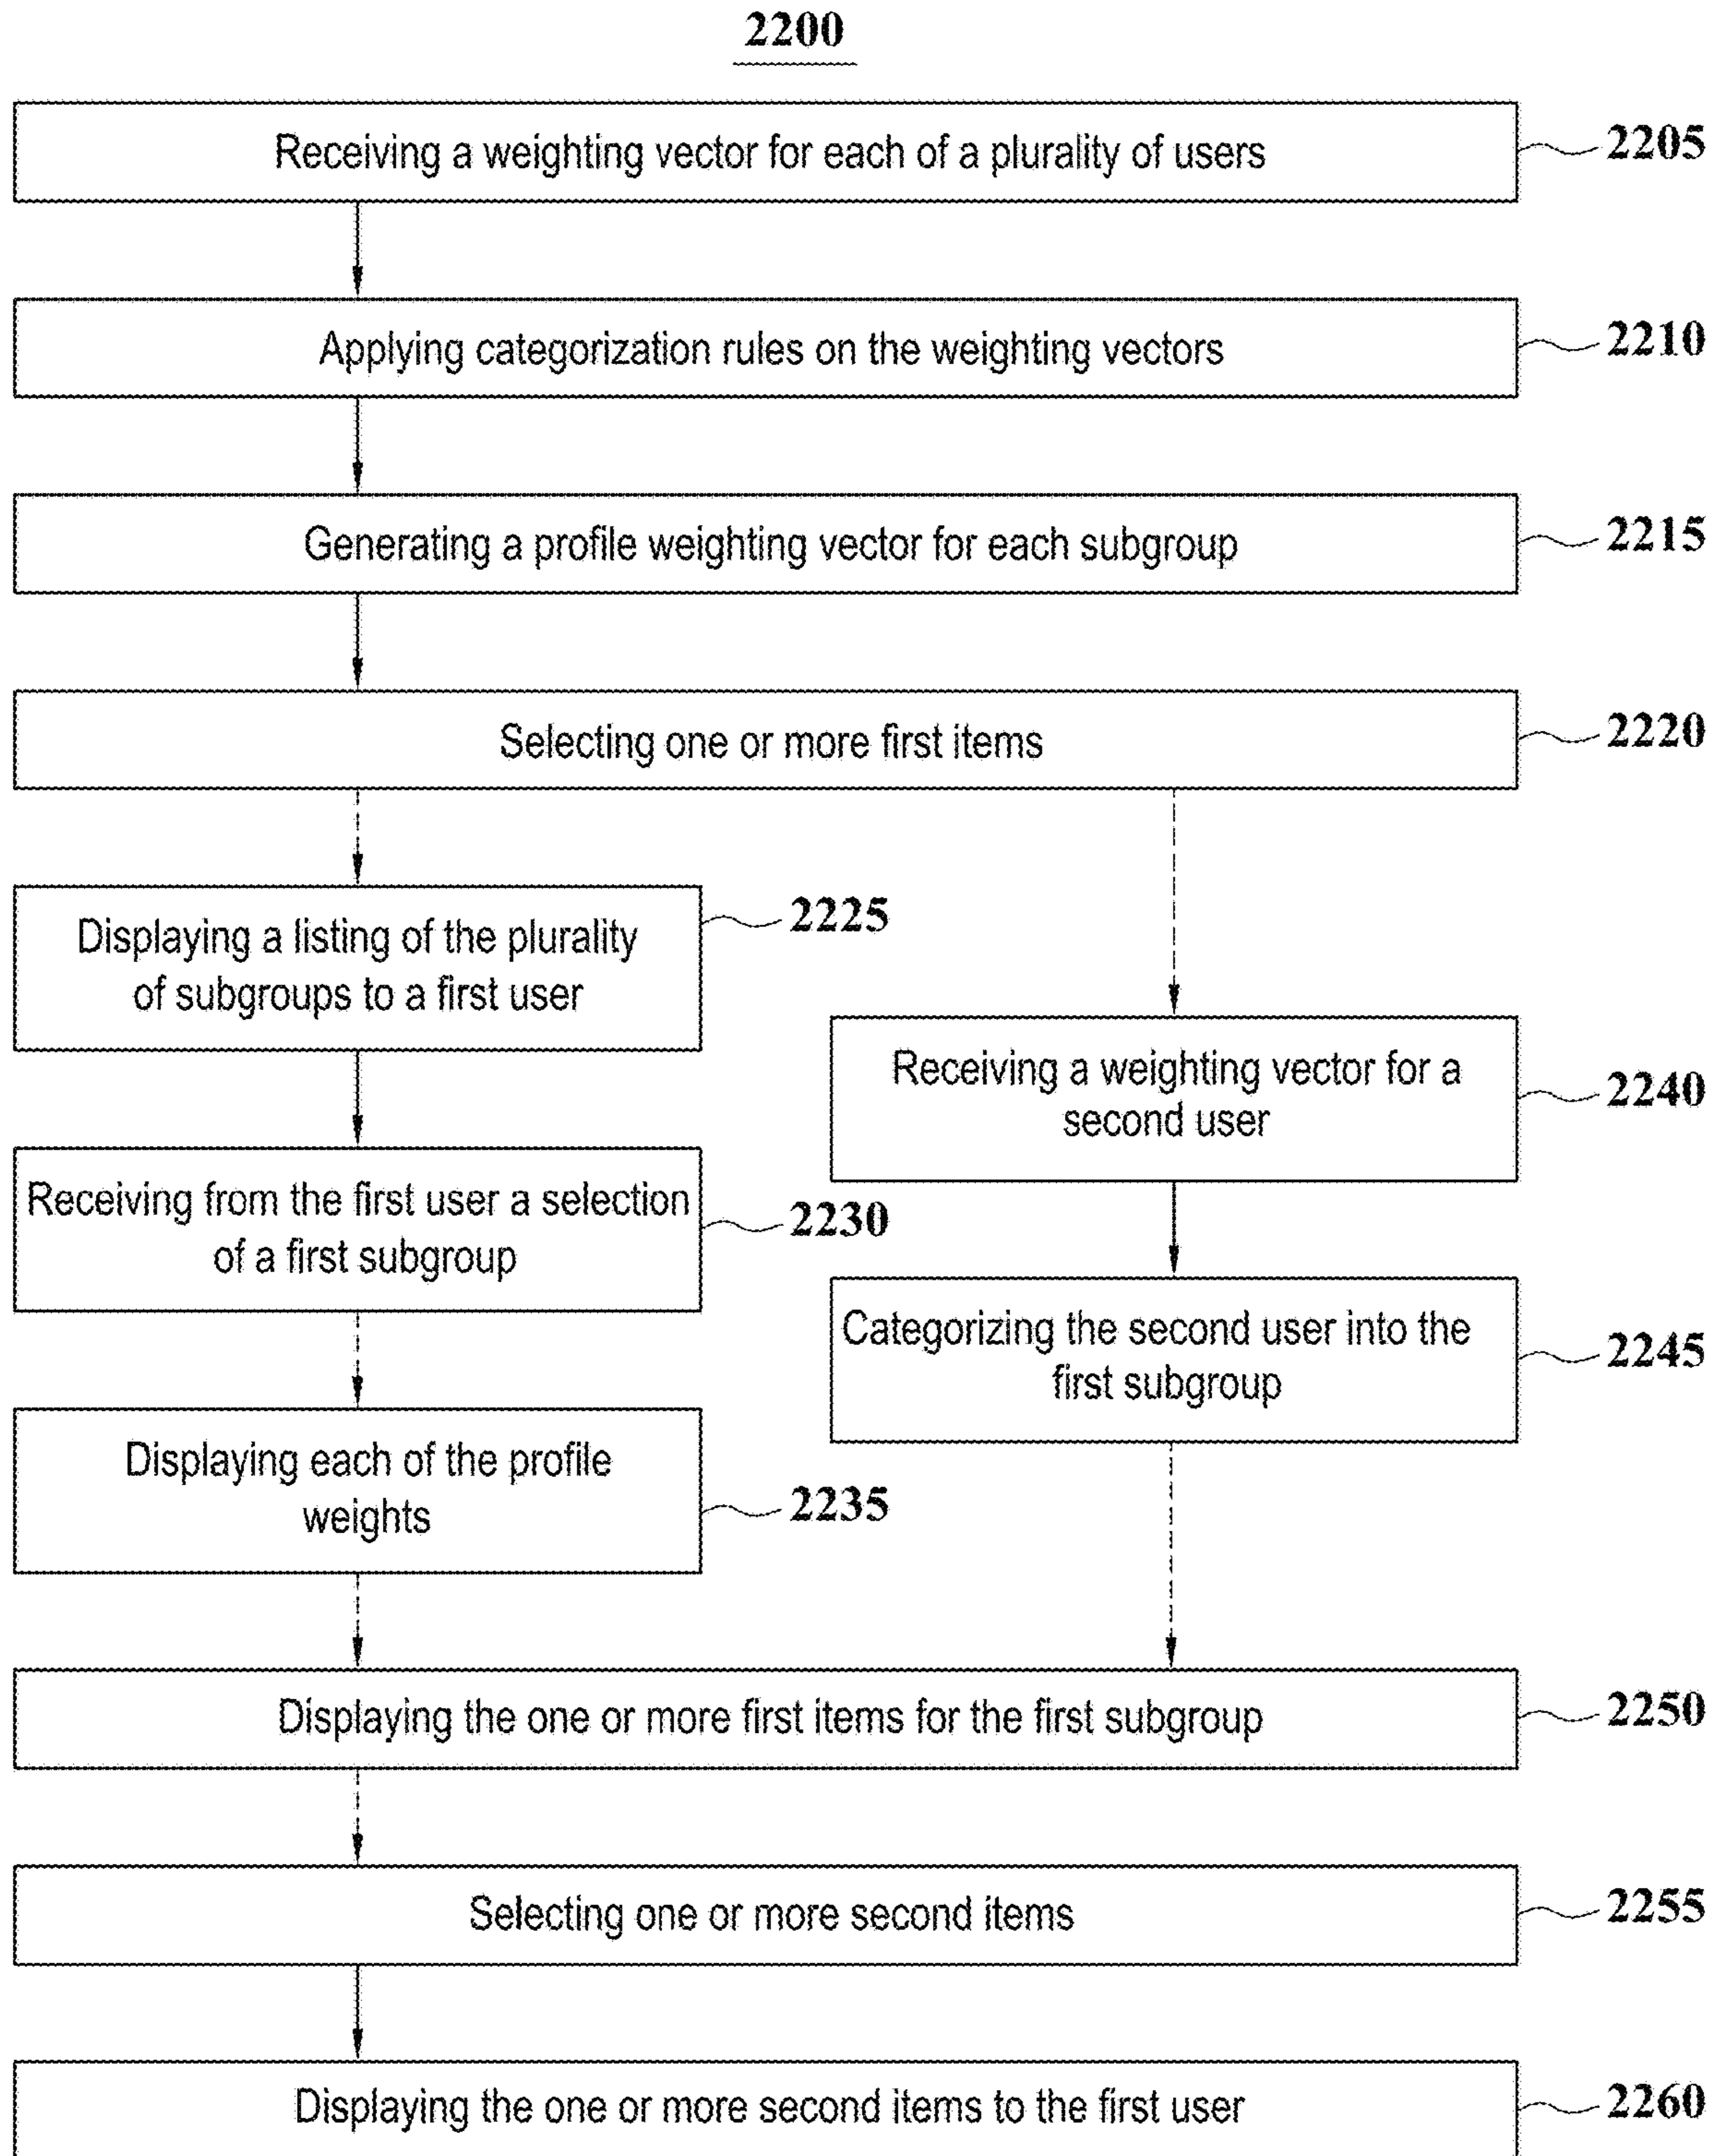 2200
Receiving a weighting vector for each of a plurality of users
2205
Applying categorization rules on the weighting vectors
2210
Generating a profile weighting vector for each subgroup
2215
Selecting one or more first items
2220
Displaying a listing of the plurality
of subgroups to a first user
2225
Receiving from the first user a selection
of a first subgroup
2230
Displaying each of the profile
weights
2235
Receiving a weighting vector for a
second user
2240
Categorizing the second user into the
first subgroup
2245
Displaying the one or more first items for the first subgroup
2250
Selecting one or more second items
2255
Displaying the one or more second items to the first user
2260